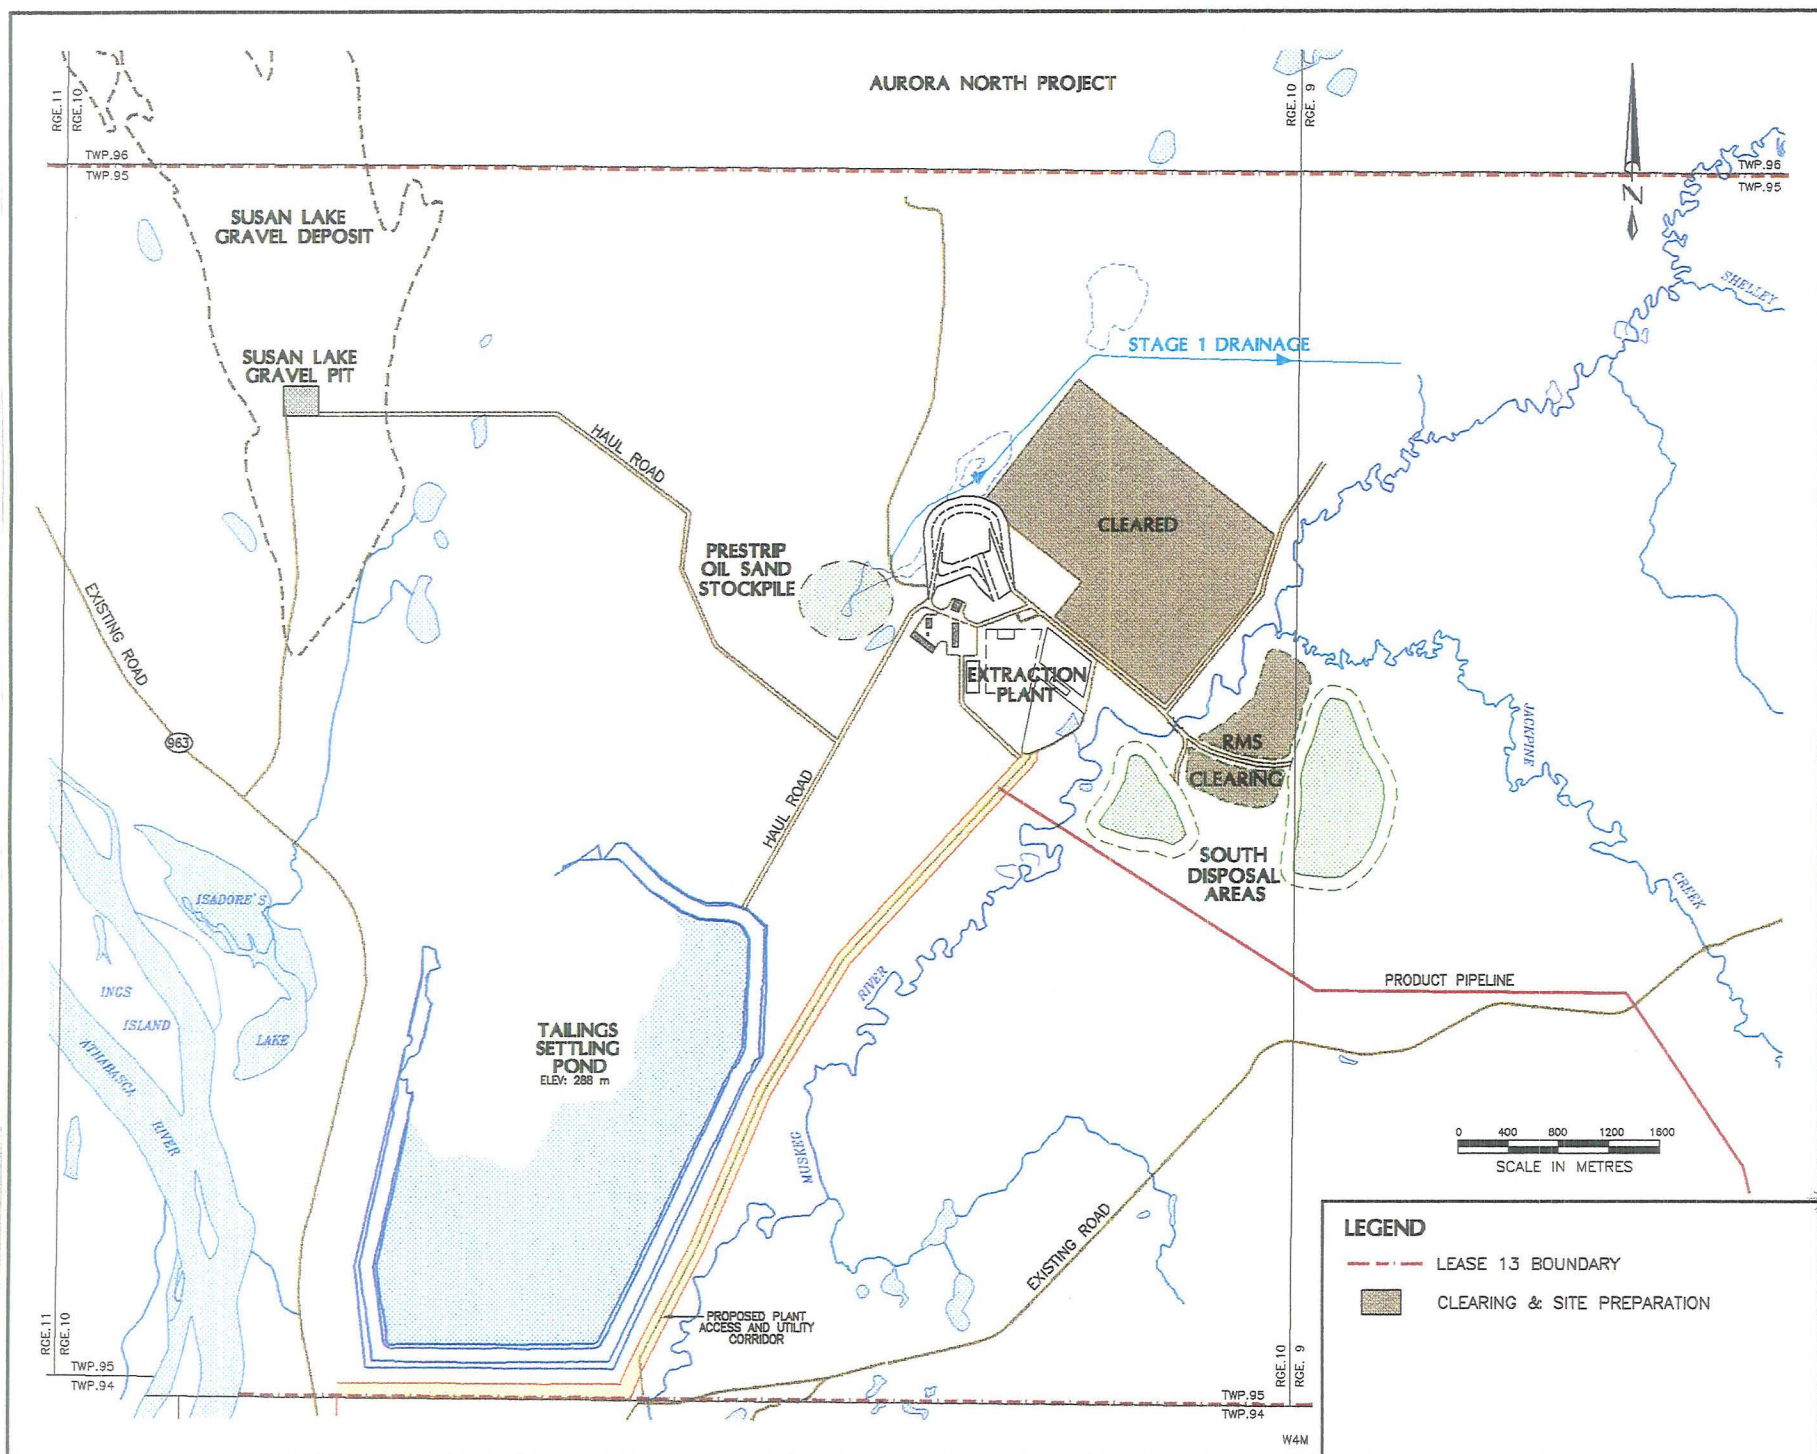 AURORA NORTH PROJECT
RGE.11
RGE.10
RGE.10
RGE. 9
TWP.96
TWP.95
TWP.96
TWP.95
N
SUSAN LAKE
GRAVEL DEPOSIT
SHELLEY
STAGE 1 DRAINAGE
SUSAN LAKE
GRAVEL PIT
HAUL ROAD
CLEARED
PRESTRIP
OIL SAND
STOCKPILE
EXISTING ROAD
EXTRACTION
PLANT
963
RMS
CLEARING
JACKPINE
CREEK
HAUL ROAD
SOUTH
DISPOSAL
AREAS
ISADORE'S
LAKE
INGS
ISLAND
ATHABASCA
RIVER
TAILINGS
SETTLING
POND
ELEV: 288 m
MUSKEG
RIVER
PRODUCT PIPELINE
EXISTING ROAD
0 400 800 1200 1600
SCALE IN METRES
PROPOSED PLANT
ACCESS AND UTILITY
CORRIDOR
LEGEND
LEASE 13 BOUNDARY
CLEARING & SITE PREPARATION
RGE.11
RGE.10
TWP.95
TWP.94
RGE.10
RGE. 9
TWP.95
TWP.94
W4M